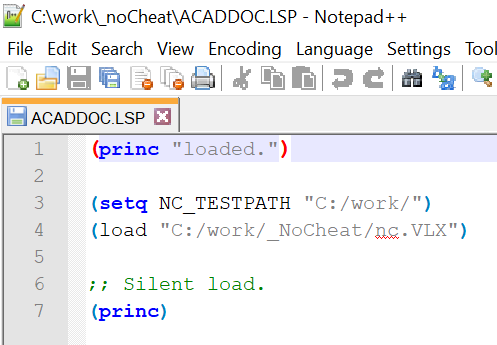 C:\work\_noCheat\ACADDOC.LSP - Notepad++
File Edit Search View Encoding Language Settings Too
ACADDOC.LSP
1 (princ "loaded.")
2
3 (setq NC_TESTPATH "C:/work/")
4 (load "C:/work/_NoCheat/nc.VLX")
5
6 ;; Silent load.
7 (princ)